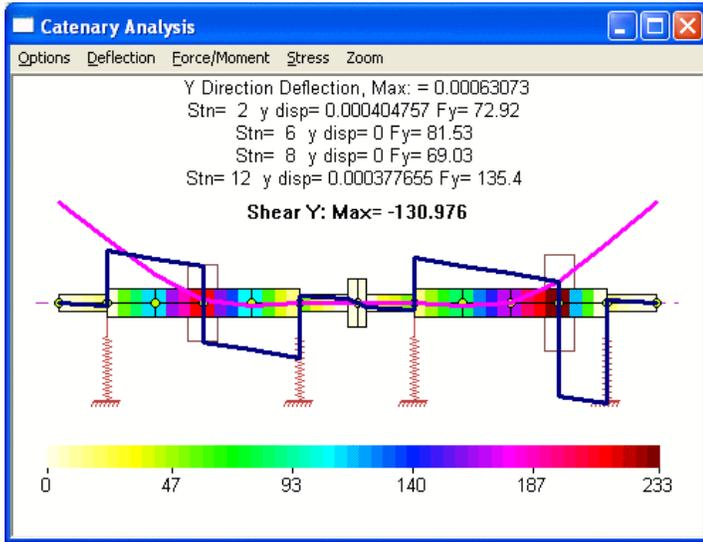 Catenary Analysis
Options Deflection Force/Moment Stress Zoom
Y Direction Deflection, Max: = 0.00063073
Stn= 2 y disp= 0.000404757 Fy= 72.92
Stn= 6 y disp= 0 Fy= 81.53
Stn= 8 y disp= 0 Fy= 69.03
Stn= 12 y disp= 0.000377655 Fy= 135.4
Shear Y: Max= -130.976
0 47 93 140 187 233